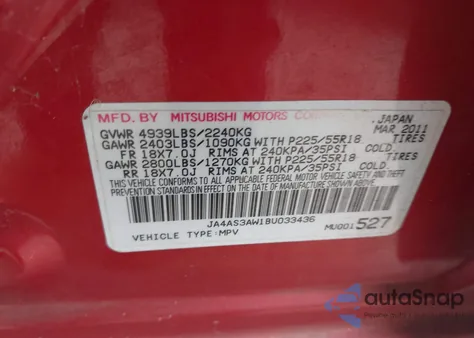 MFD. BY MITSUBISHI MOTORS JAPAN
GVWR 4939LBS/2240KG MAR 2011
GAWR 2403LBS/1090KG WITH P225/55R18 TIRES
FR 18X7.0J RIMS AT 240KPA/35PSI COLD.
GAWR 2800LBS/1270KG WITH P225/55R18 TIRES
RR 18X7.0J RIMS AT 240KPA/35PSI COLD.
THIS VEHICLE CONFORMS TO ALL APPLICABLE U.S. FEDERAL
MOTOR VEHICLE SAFETY AND THEFT
PREVENTION STANDARDS IN EFFECT ON THE DATE OF MANUFACTURE SHOWN ABOVE.
JA4AS3AW1BU033436
VEHICLE TYPE:MPV MU001527
autoSnap